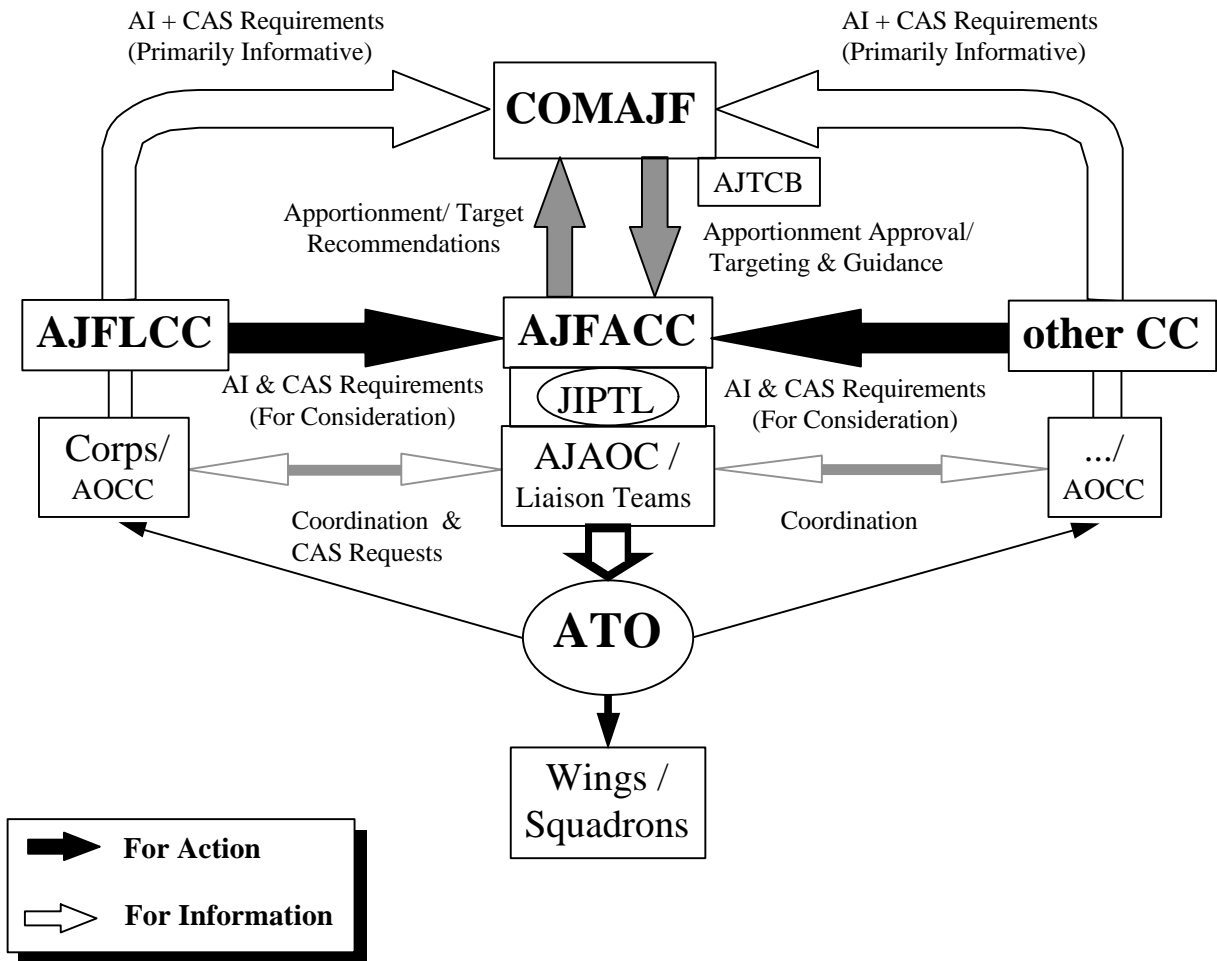 AI + CAS Requirements
(Primarily Informative)
AI + CAS Requirements
(Primarily Informative)
COMAJF
AJTCB
Apportionment/ Target
Recommendations
Apportionment Approval/
Targeting & Guidance
AJFLCC
AJFACC
other CC
AI & CAS Requirements
(For Consideration)
JIPTL
AI & CAS Requirements
(For Consideration)
Corps/
AOCC
AJAOC /
Liaison Teams
.../
AOCC
Coordination &
CAS Requests
Coordination
ATO
Wings /
Squadrons
For Action
For Information